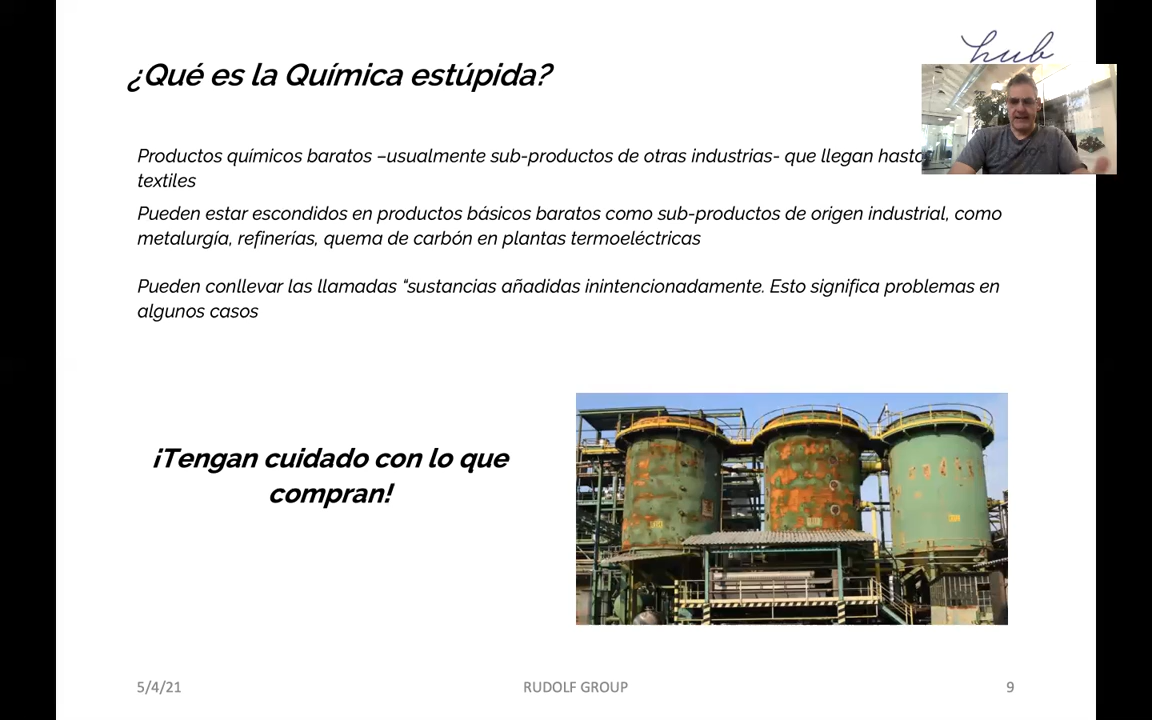 hub
¿Qué es la Química estúpida?
Productos químicos baratos –usualmente sub-productos de otras industrias- que llegan hasta
textiles
Pueden estar escondidos en productos básicos baratos como sub-productos de origen industrial, como
metalurgía, refinerías, quema de carbón en plantas termoeléctricas
Pueden conllevar las llamadas “sustancias añadidas inintencionadamente. Esto significa problemas en
algunos casos
¡Tengan cuidado con lo que
compran!
5/4/21
RUDOLF GROUP
9